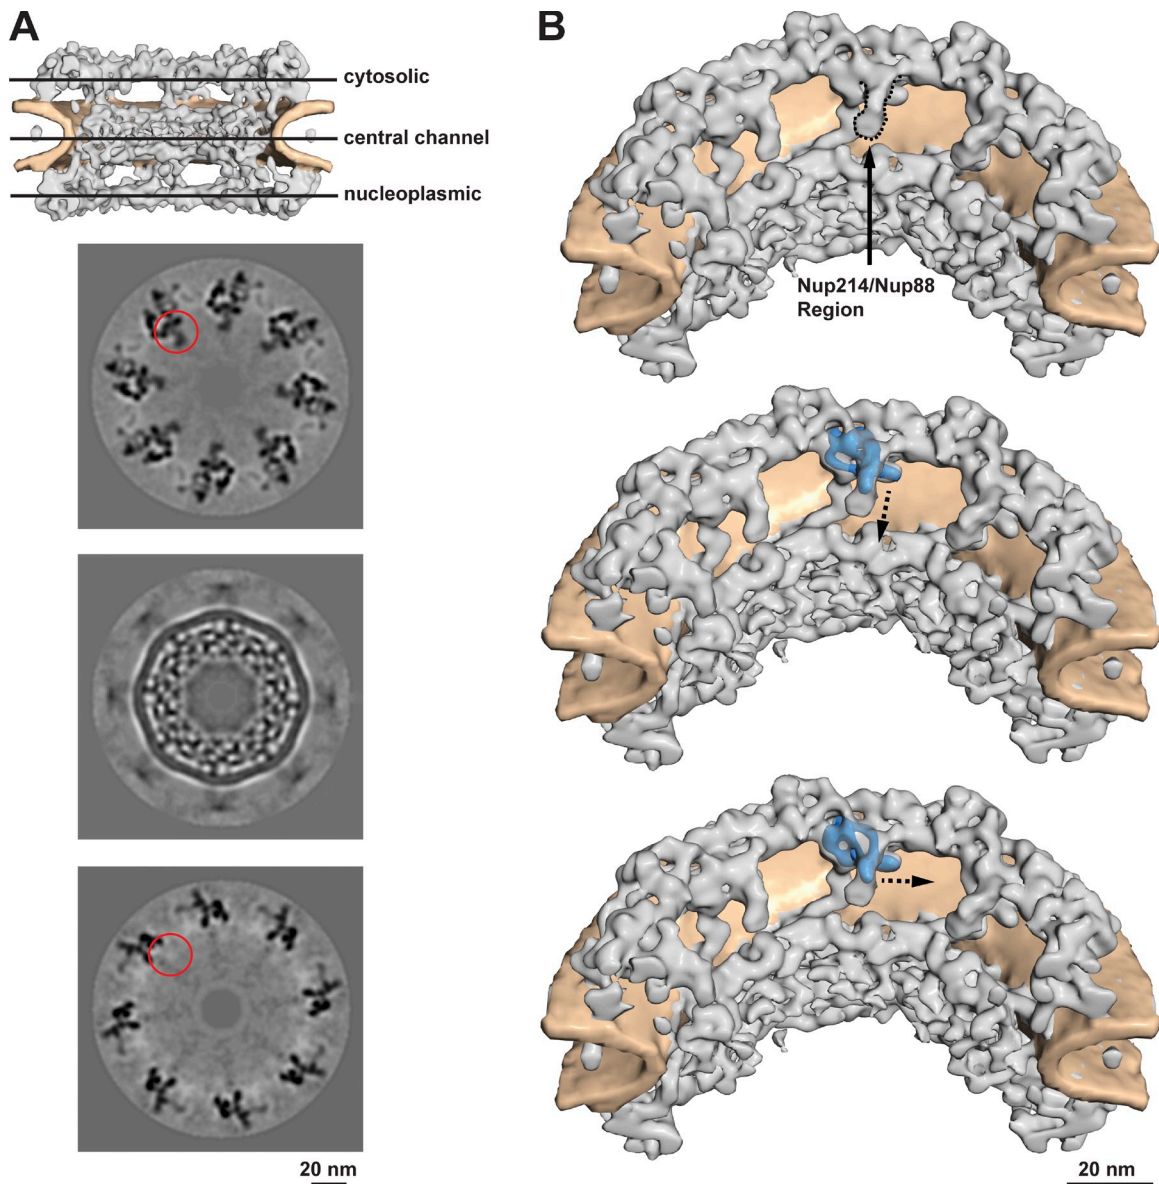 A
cytosolic
central channel
nucleoplasmic
20 nm
B
Nup214/Nup88
Region
20 nm